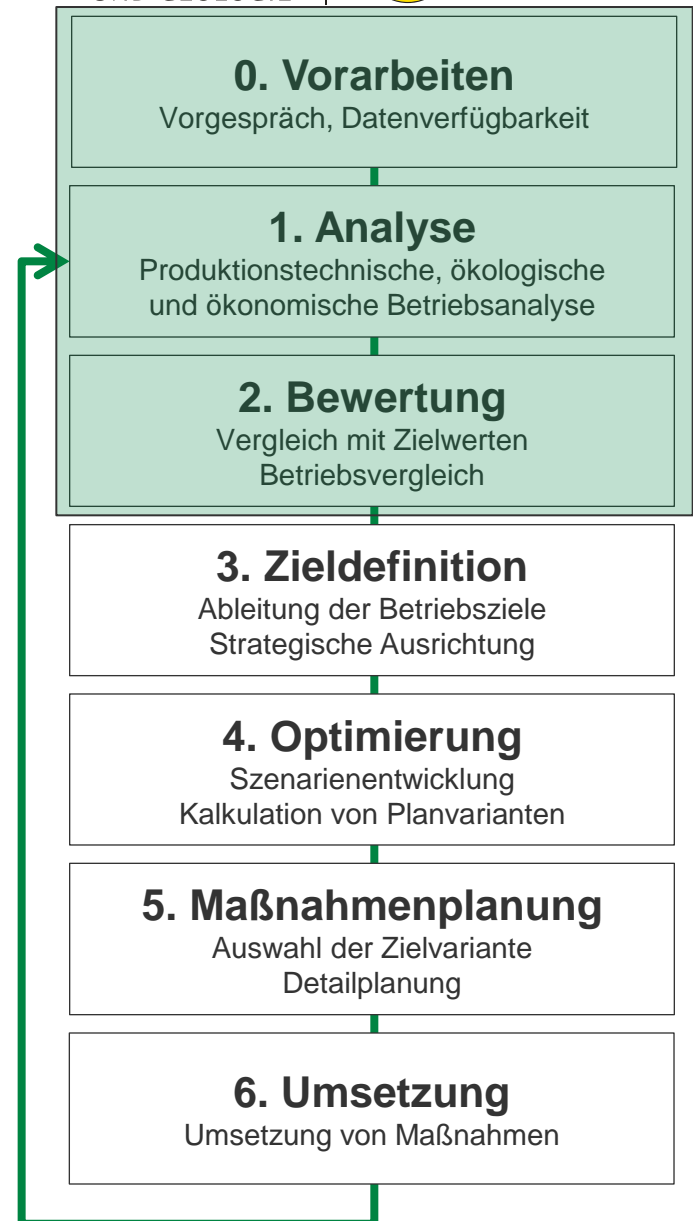 0. Vorarbeiten
Vorgespräch, Datenverfügbarkeit
1. Analyse
Produktionstechnische, ökologische
und ökonomische Betriebsanalyse
2. Bewertung
Vergleich mit Zielwerten
Betriebsvergleich
3. Zieldefinition
Ableitung der Betriebsziele
Strategische Ausrichtung
4. Optimierung
Szenarienentwicklung
Kalkulation von Planvarianten
5. Maßnahmenplanung
Auswahl der Zielvariante
Detailplanung
6. Umsetzung
Umsetzung von Maßnahmen